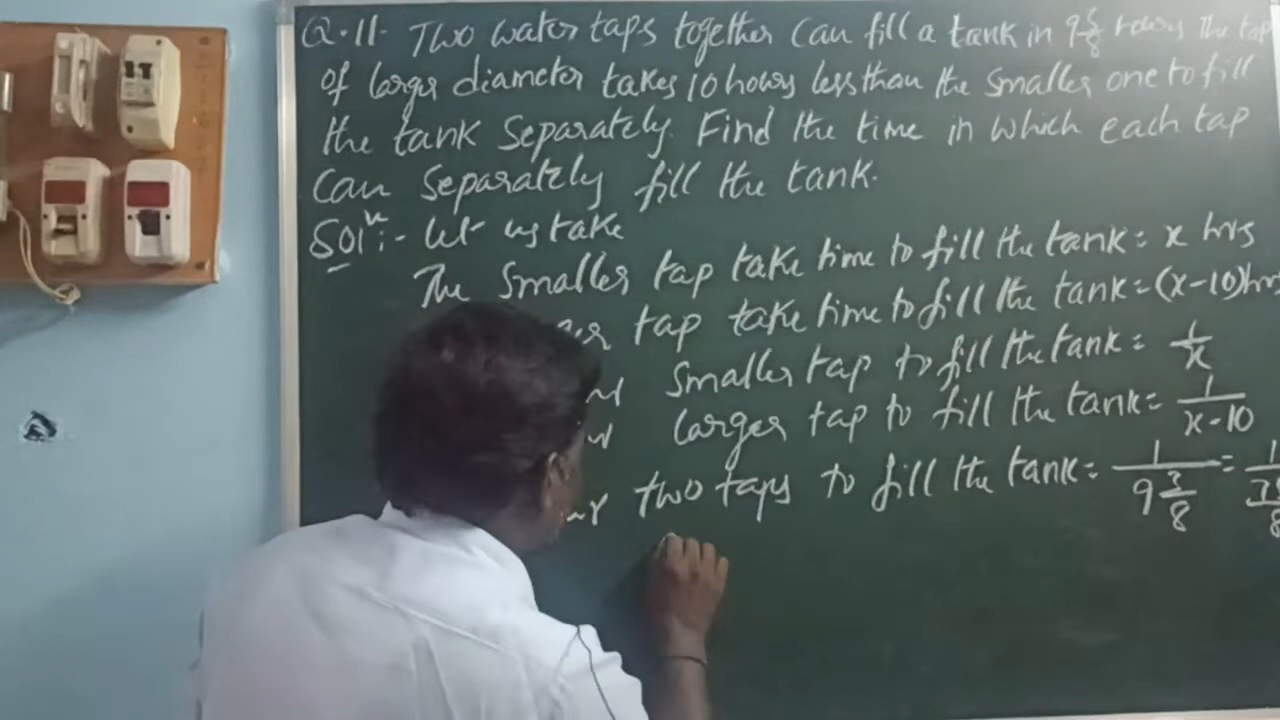 Q.11. Two water taps together can fill a tank in 9 3/8 hours The tap
of larger diameter takes 10 hours less than the smaller one to fill
the tank Separately. Find the time in which each tap
can separately fill the tank.
Solⁿ:- Let us take
The smaller tap take time to fill the tank = x hrs
tap take time to fill the tank = (x-10) hrs
smaller tap to fill the tank = 1/x
larger tap to fill the tank = 1/(x-10)
two taps to fill the tank = 1/(9 3/8) =